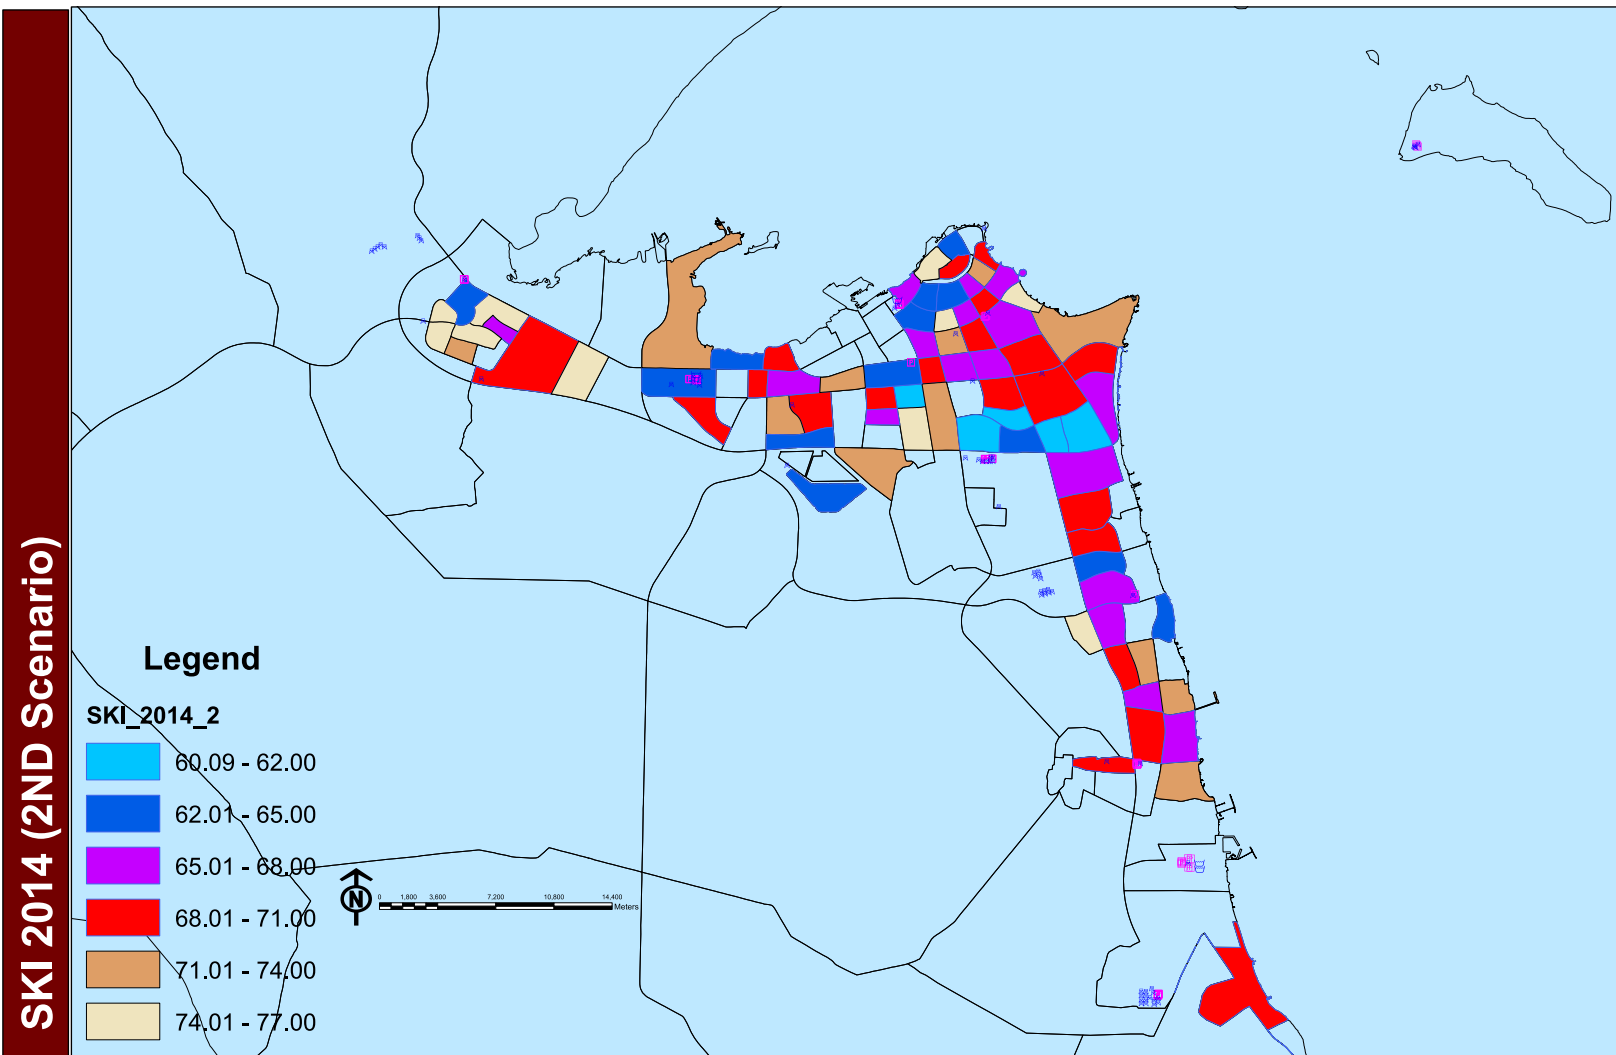 SKI 2014 (2ND Scenario)
Legend
SKI_2014_2
60.09 - 62.00
62.01 - 65.00
65.01 - 68.00
68.01 - 71.00
71.01 - 74.00
74.01 - 77.00
N
0 1,800 3,600 7,200 10,800 14,400
Meters